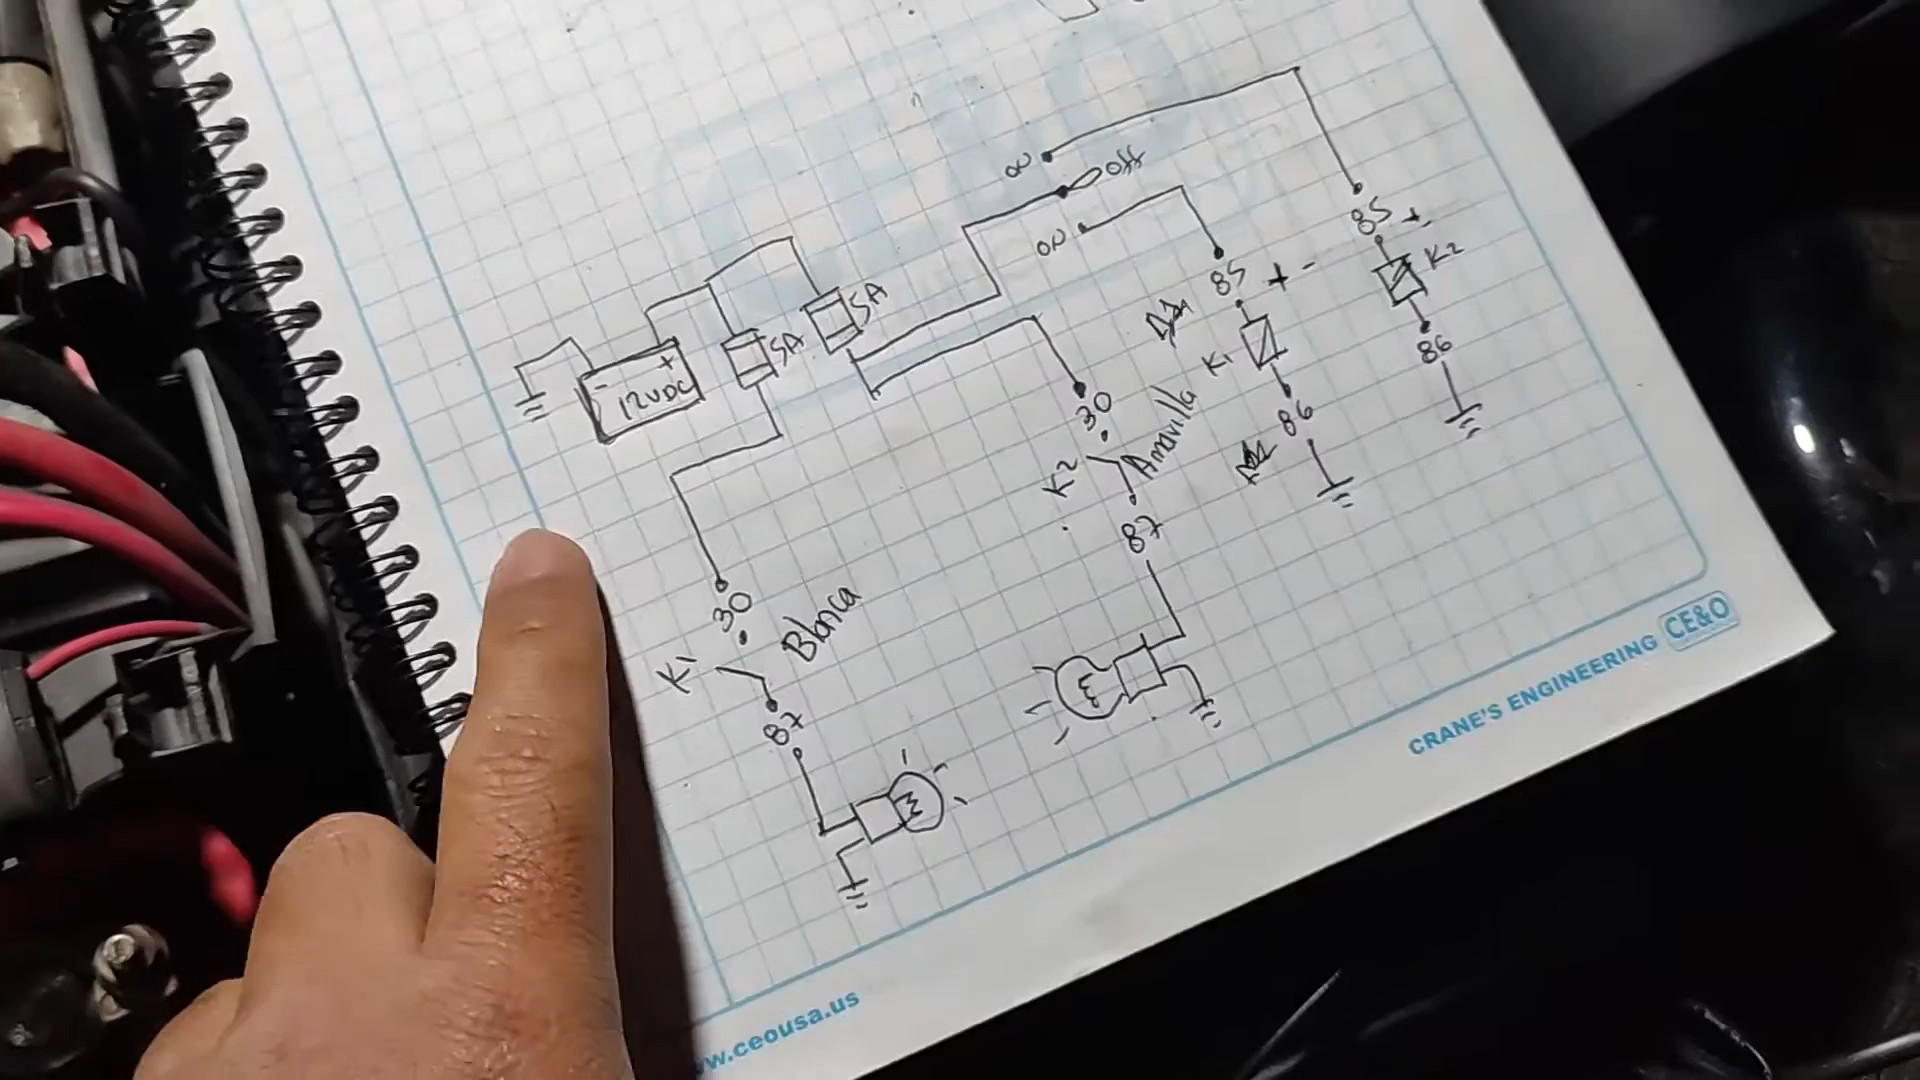 ON
Off
ON
85
+
K2
86
85
+ -
K1
86
5A
5A
- +
12VDC
30
K2
Amarilla
87
30
K1
Blanca
87
CRANE'S ENGINEERING CE&O
www.ceousa.us
CE&O